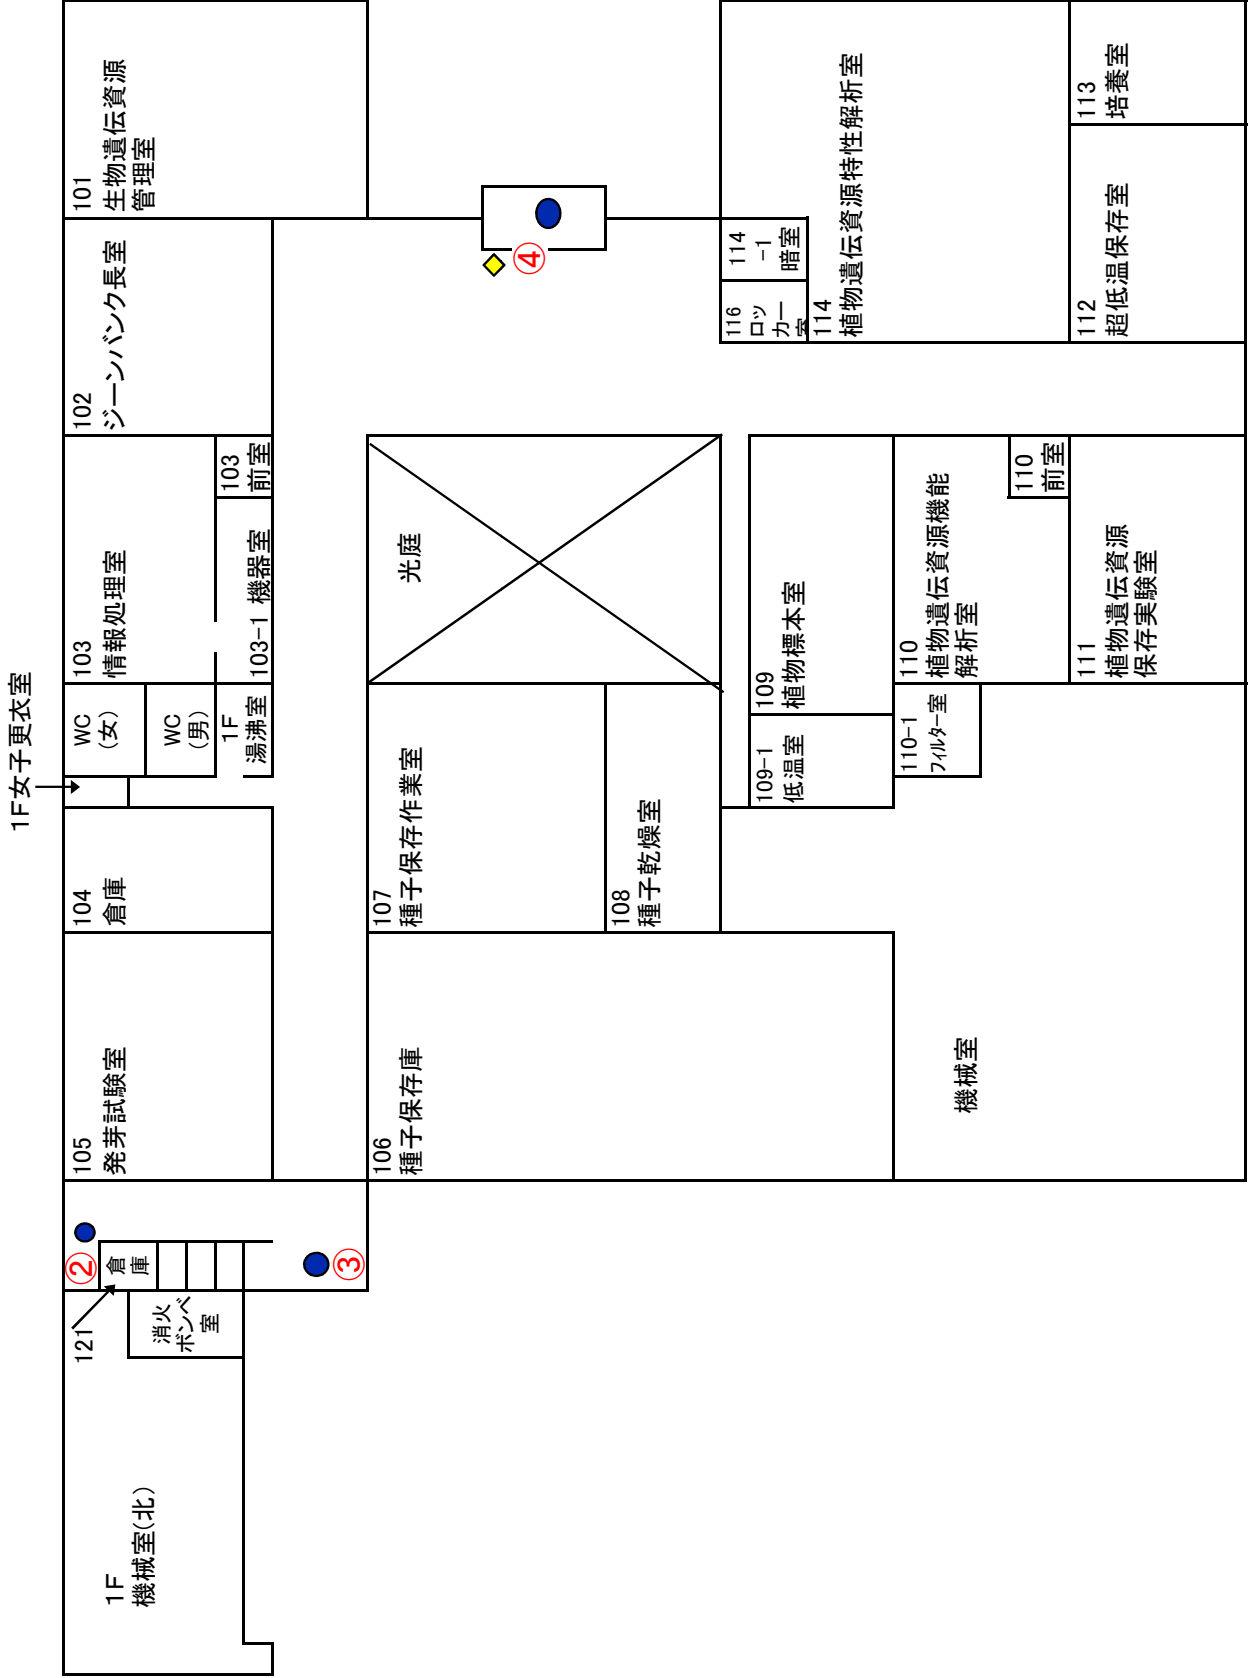 1F女子更衣室
101
生物遺伝資源
管理室
102
ジーンバンク長室
103
情報処理室
103
前室
103-1 機器室
WC
(女)
WC
(男)
1F
湯沸室
104
倉庫
105
発芽試験室
②
倉
庫
121
消火
ボンベ
室
1F
機械室(北)
③
④
光庭
107
種子保存作業室
108
種子乾燥室
106
種子保存庫
114
-1
暗室
116
ロッ
カー
室
114
植物遺伝資源特性解析室
113
培養室
112
超低温保存室
109
植物標本室
109-1
低温室
110
植物遺伝資源機能
解析室
110
前室
110-1
フィルター室
111
植物遺伝資源
保存実験室
機械室